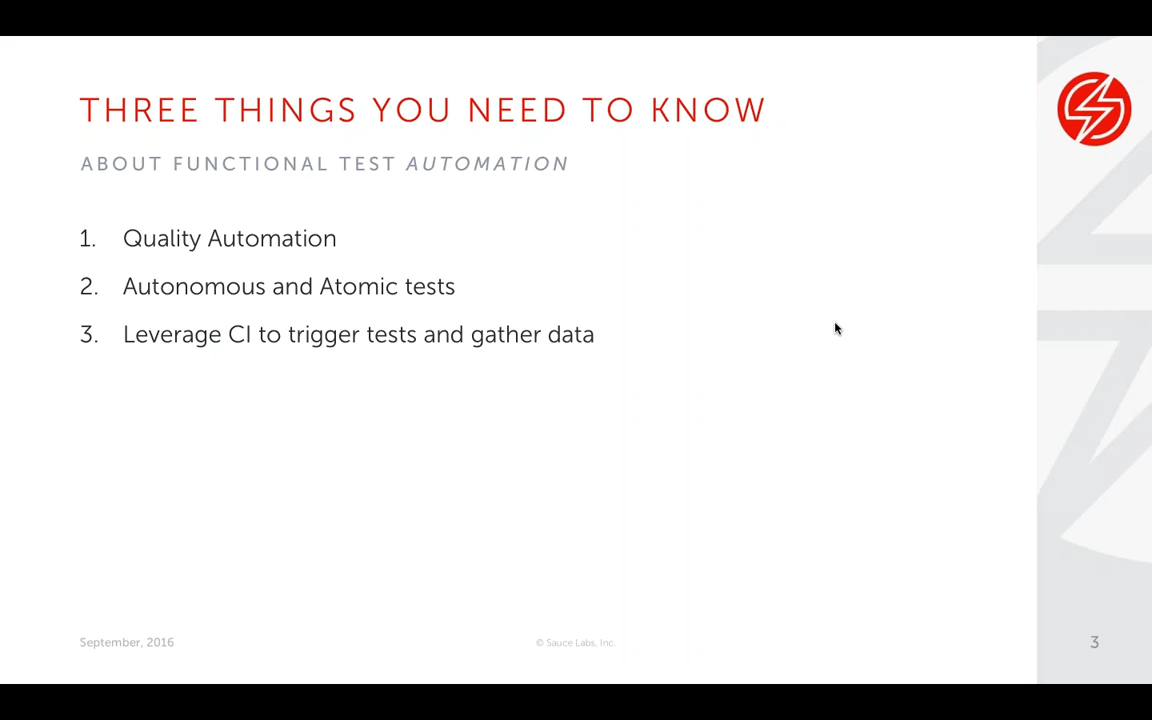 THREE THINGS YOU NEED TO KNOW
ABOUT FUNCTIONAL TEST AUTOMATION
1. Quality Automation
2. Autonomous and Atomic tests
3. Leverage CI to trigger tests and gather data
September, 2016
© Sauce Labs, Inc.
3